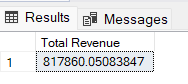 Results Messages
Total Revenue
1 817860.05083847